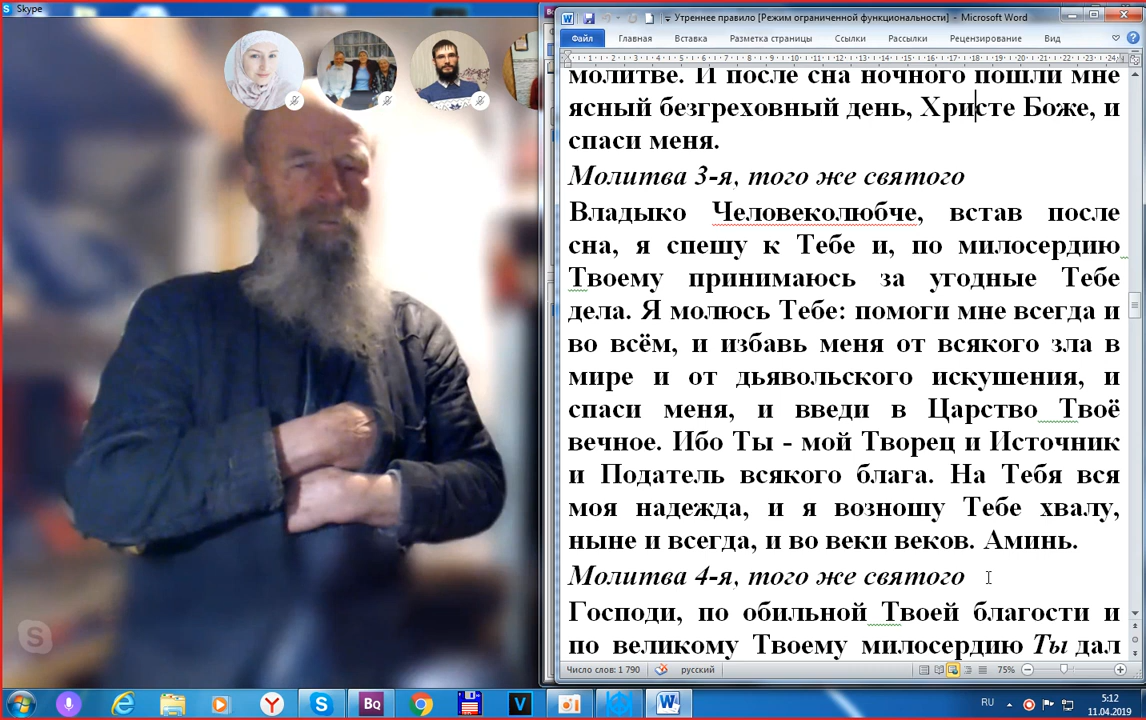 Skype
Утреннее правило [Режим ограниченной функциональности] - Microsoft Word
Файл Главная Вставка Разметка страницы Ссылки Рассылки Рецензирование Вид
молитве. И после сна ночного пошли мне
ясный безгреховный день, Христе Боже, и
спаси меня.
Молитва 3-я, того же святого
Владыко Человеколюбче, встав после
сна, я спешу к Тебе и, по милосердию
Твоему принимаюсь за угодные Тебе
дела. Я молюсь Тебе: помоги мне всегда и
во всём, и избавь меня от всякого зла в
мире и от дьявольского искушения, и
спаси меня, и введи в Царство Твоё
вечное. Ибо Ты - мой Творец и Источник
и Податель всякого блага. На Тебя вся
моя надежда, и я возношу Тебе хвалу,
ныне и всегда, и во веки веков. Аминь.
Молитва 4-я, того же святого
Господи, по обильной Твоей благости и
по великому Твоему милосердию Ты дал
Число слов: 1 790 русский 75%
Bq
RU 5:12
11.04.2019